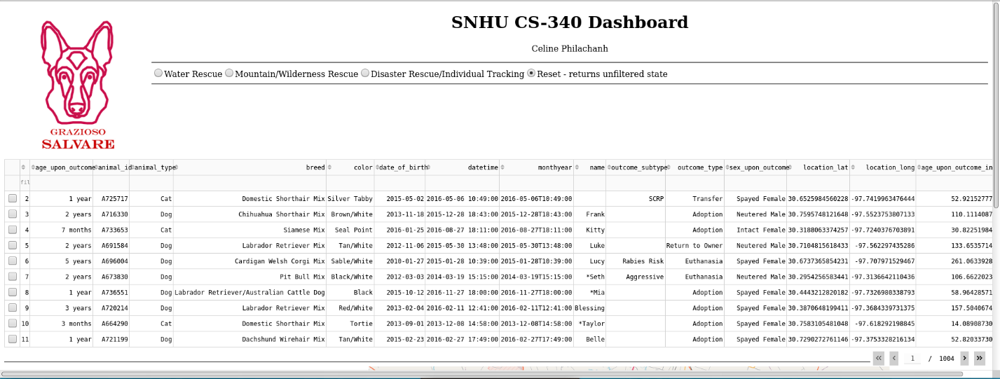 SNHU CS-340 Dashboard
Celine Philachanh
Water Rescue Mountain/Wilderness Rescue Disaster Rescue/Individual Tracking Reset - returns unfiltered state
GRAZIOSO
SALVARE
age_upon_outcome animal_id animal_type breed color date_of_birth datetime monthyear name outcome_subtype outcome_type sex_upon_outcome location_lat location_long age_upon_outcome_in
fil
2 1 year A725717 Cat Domestic Shorthair Mix Silver Tabby 2015-05-02 2016-05-06 10:49:00 2016-05-06T10:49:00 SCRP Transfer Spayed Female 30.6525984560228 -97.7419963476444 52.92152777
3 2 years A716330 Dog Chihuahua Shorthair Mix Brown/White 2013-11-18 2015-12-28 18:43:00 2015-12-28T18:43:00 Frank Adoption Neutered Male 30.7595748121648 -97.5523753807133 110.1114087
4 7 months A733653 Cat Siamese Mix Seal Point 2016-01-25 2016-08-27 18:11:00 2016-08-27T18:11:00 Kitty Adoption Intact Female 30.3188063374257 -97.7240376703891 30.82251984
5 2 years A691584 Dog Labrador Retriever Mix Tan/White 2012-11-06 2015-05-30 13:48:00 2015-05-30T13:48:00 Luke Return to Owner Neutered Male 30.7104815618433 -97.562297435286 133.6535714
6 5 years A696004 Dog Cardigan Welsh Corgi Mix Sable/White 2010-01-27 2015-01-28 10:39:00 2015-01-28T10:39:00 Lucy Rabies Risk Euthanasia Spayed Female 30.6737365854231 -97.707971529467 261.0633928
7 2 years A673830 Dog Pit Bull Mix Black/White 2012-03-03 2014-03-19 15:15:00 2014-03-19T15:15:00 *Seth Aggressive Euthanasia Neutered Male 30.2954256583441 -97.3136642110436 106.6622023
8 1 year A736551 Dog Labrador Retriever/Australian Cattle Dog Black 2015-10-12 2016-11-27 18:00:00 2016-11-27T18:00:00 *Mia Adoption Spayed Female 30.4443212820182 -97.7326980338793 58.96428571
9 3 years A720214 Dog Labrador Retriever Mix Red/White 2013-02-04 2016-02-11 12:41:00 2016-02-11T12:41:00 Blessing Adoption Spayed Female 30.3870648199411 -97.3684339731375 157.5040674
10 3 months A664290 Cat Domestic Shorthair Mix Tortie 2013-09-01 2013-12-08 14:58:00 2013-12-08T14:58:00 *Taylor Adoption Spayed Female 30.7583105481048 -97.618292198845 14.08908730
11 1 year A721199 Dog Dachshund Wirehair Mix Tan/White 2015-02-23 2016-02-27 17:49:00 2016-02-27T17:49:00 Belle Adoption Spayed Female 30.7290272761146 -97.3753328216134 52.82033730
1 / 1004